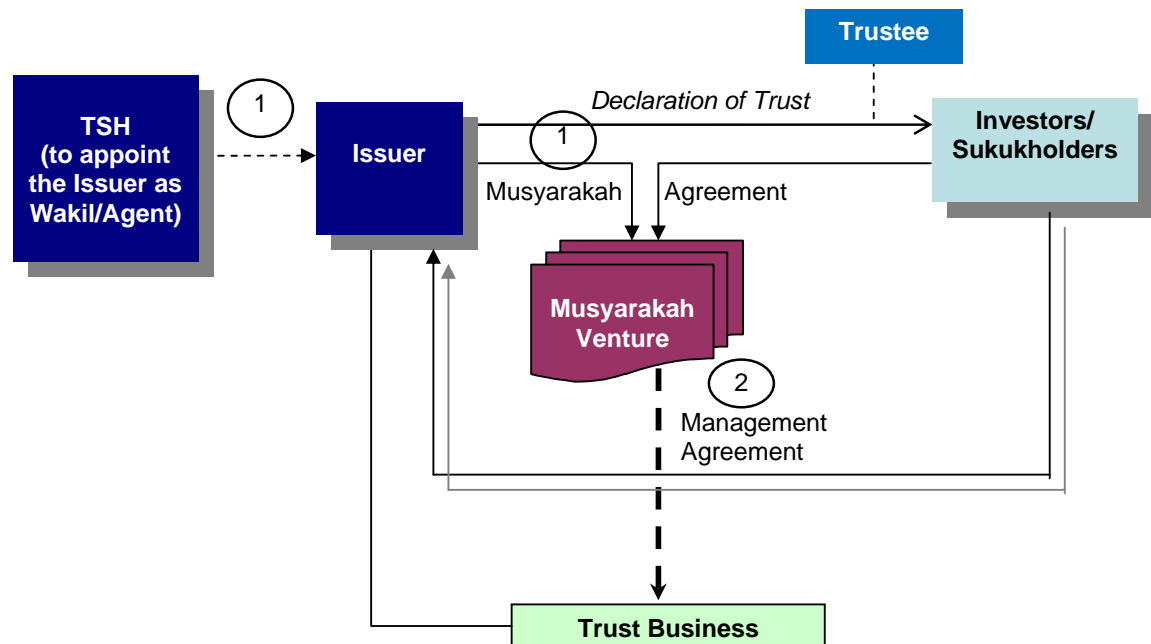 Trustee
TSH
(to appoint
the Issuer as
Wakil/Agent)
1
Issuer
Declaration of Trust
1
Investors/
Sukukholders
Musyarakah
Agreement
Musyarakah
Venture
2
Management
Agreement
Trust Business